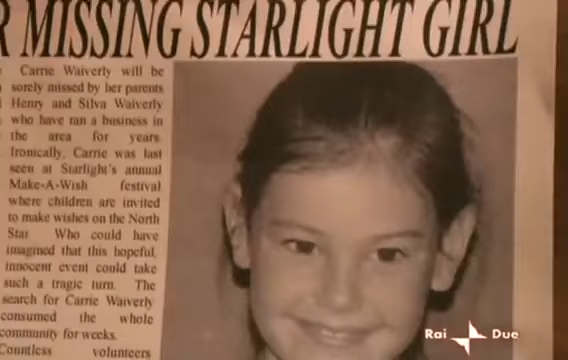 R MISSING STARLIGHT GIRL
Carrie Waiverly will be
sorely missed by her parents
Henry and Silva Waiverly
who have ran a business in
the area for years.
Ironically, Carrie was last
seen at Starlight's annual
Make-A-Wish festival
where children are invited
to make wishes on the North
Star. Who could have
imagined that this hopeful,
innocent event could take
such a tragic turn. The
search for Carrie Waiverly
consumed the whole
community for weeks.
Countless volunteers
Rai Due